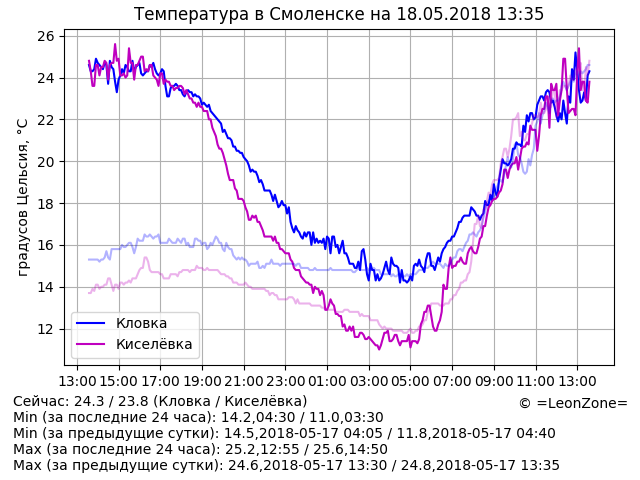 Температура в Смоленске на 18.05.2018 13:35
градусов Цельсия, °C
26
24
22
20
18
16
14
12
Кловка
Киселёвка
13:00 15:00 17:00 19:00 21:00 23:00 01:00 03:00 05:00 07:00 09:00 11:00 13:00
Сейчас: 24.3 / 23.8 (Кловка / Киселёвка)
© =LeonZone=
Min (за последние 24 часа): 14.2,04:30 / 11.0,03:30
Min (за предыдущие сутки): 14.5,2018-05-17 04:05 / 11.8,2018-05-17 04:40
Max (за последние 24 часа): 25.2,12:55 / 25.6,14:50
Max (за предыдущие сутки): 24.6,2018-05-17 13:30 / 24.8,2018-05-17 13:35